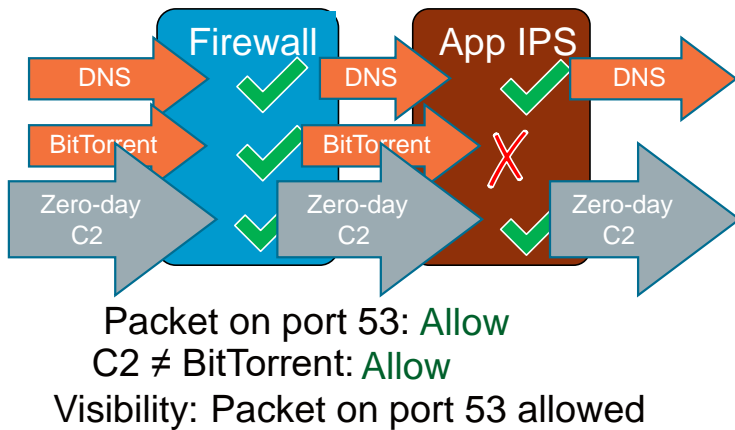 Firewall
App IPS
DNS
DNS
DNS
BitTorrent
BitTorrent
Zero-day
C2
Zero-day
C2
Zero-day
C2
Packet on port 53: Allow
C2 ≠ BitTorrent: Allow
Visibility: Packet on port 53 allowed